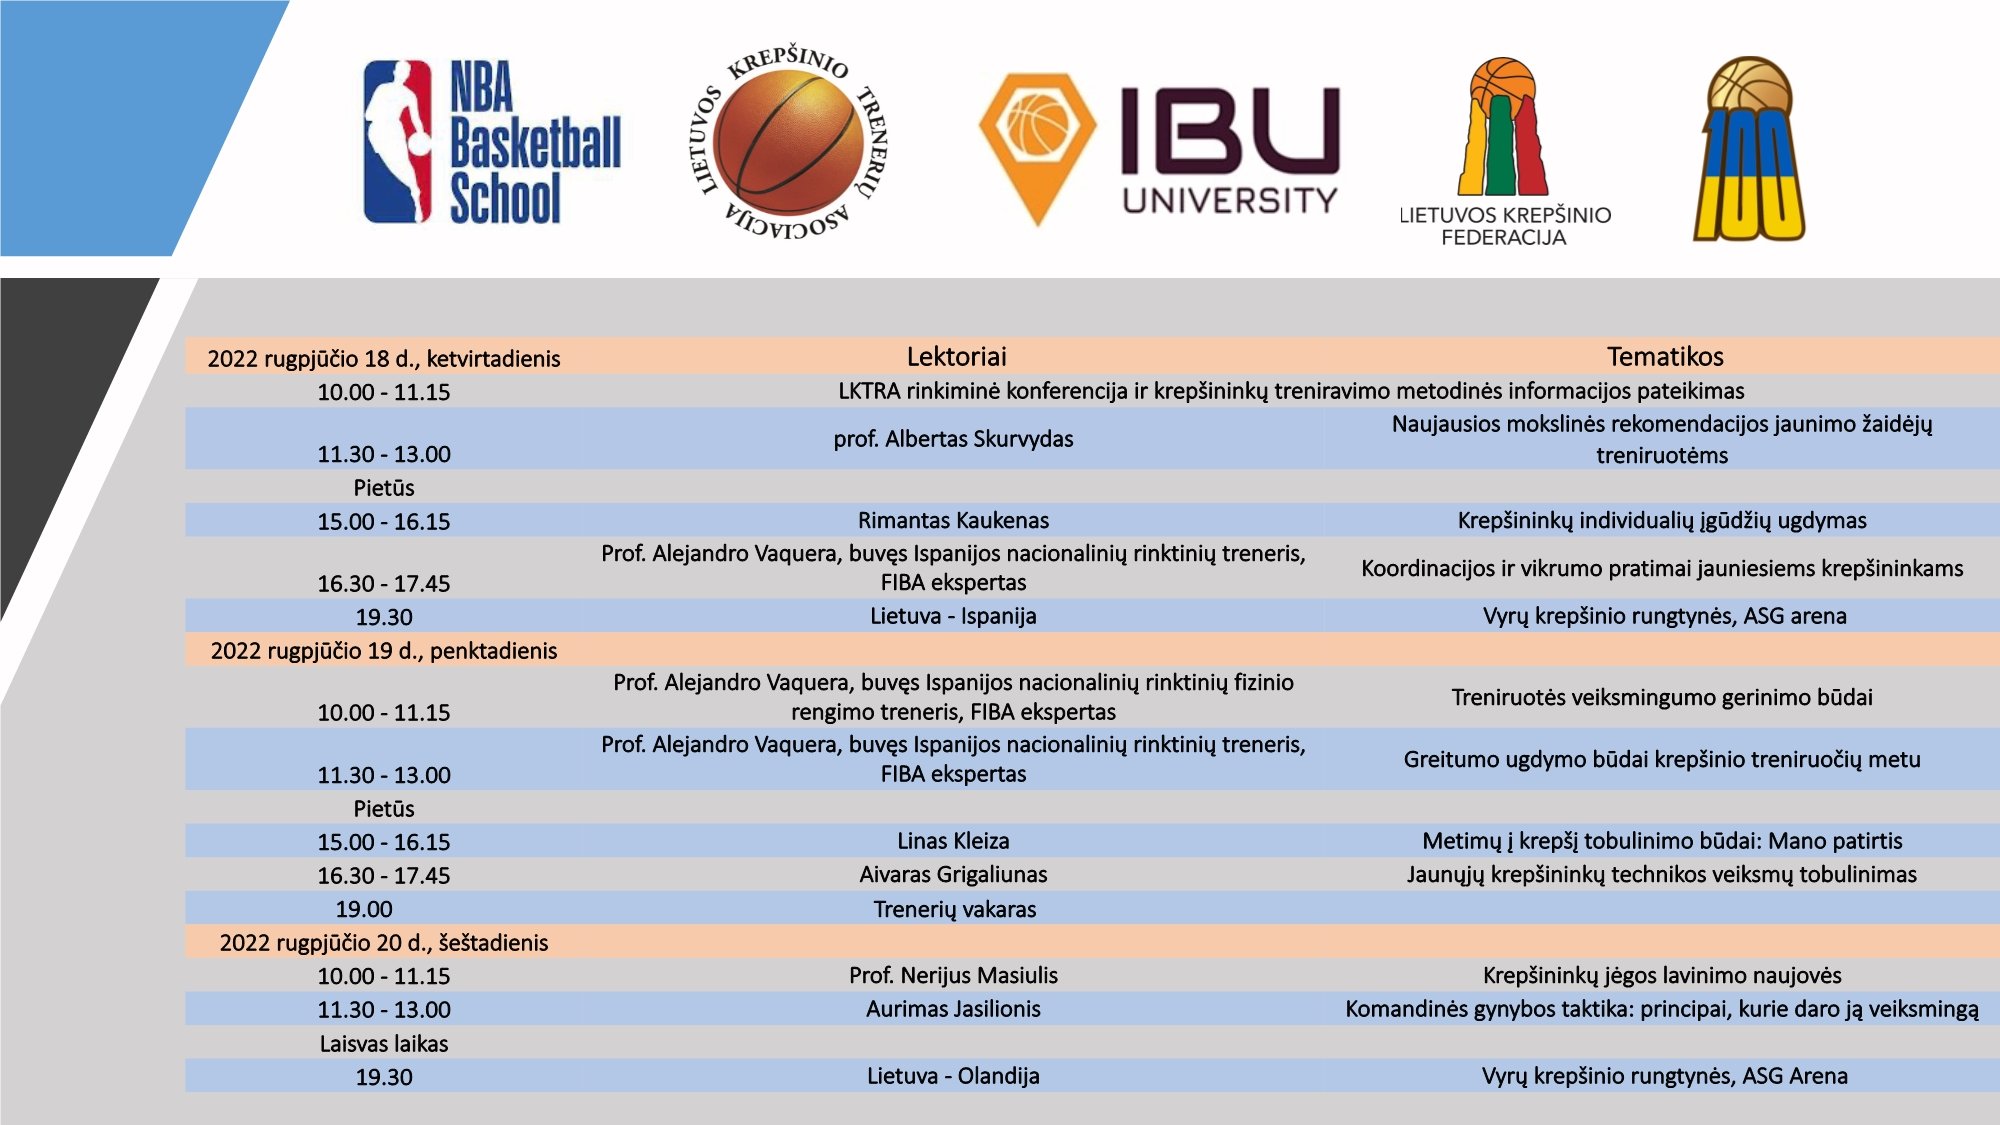 NBA
Basketball
School
LIETUVOS KREPŠINIO TRENERIŲ ASOCIACIJA
IBU
UNIVERSITY
LIETUVOS KREPŠINIO
FEDERACIJA
100
2022 rugpjūčio 18 d., ketvirtadienis Lektoriai Tematikos
10.00 - 11.15 LKTRA rinkiminė konferencija ir krepšininkų treniravimo metodinės informacijos pateikimas
11.30 - 13.00 prof. Albertas Skurvydas Naujausios mokslinės rekomendacijos jaunimo žaidėjų
treniruotėms
Pietūs
15.00 - 16.15 Rimantas Kaukenas Krepšininkų individualių įgūdžių ugdymas
16.30 - 17.45 Prof. Alejandro Vaquera, buvęs Ispanijos nacionalinių rinktinių treneris,
FIBA ekspertas Koordinacijos ir vikrumo pratimai jauniesiems krepšininkams
19.30 Lietuva - Ispanija Vyrų krepšinio rungtynės, ASG arena
2022 rugpjūčio 19 d., penktadienis
10.00 - 11.15 Prof. Alejandro Vaquera, buvęs Ispanijos nacionalinių rinktinių fizinio
rengimo treneris, FIBA ekspertas Treniruotės veiksmingumo gerinimo būdai
11.30 - 13.00 Prof. Alejandro Vaquera, buvęs Ispanijos nacionalinių rinktinių treneris,
FIBA ekspertas Greitumo ugdymo būdai krepšinio treniruočių metu
Pietūs
15.00 - 16.15 Linas Kleiza Metimų į krepšį tobulinimo būdai: Mano patirtis
16.30 - 17.45 Aivaras Grigaliunas Jaunųjų krepšininkų technikos veiksmų tobulinimas
19.00 Trenerių vakaras
2022 rugpjūčio 20 d., šeštadienis
10.00 - 11.15 Prof. Nerijus Masiulis Krepšininkų jėgos lavinimo naujovės
11.30 - 13.00 Aurimas Jasilionis Komandinės gynybos taktika: principai, kurie daro ją veiksmingą
Laisvas laikas
19.30 Lietuva - Olandija Vyrų krepšinio rungtynės, ASG Arena